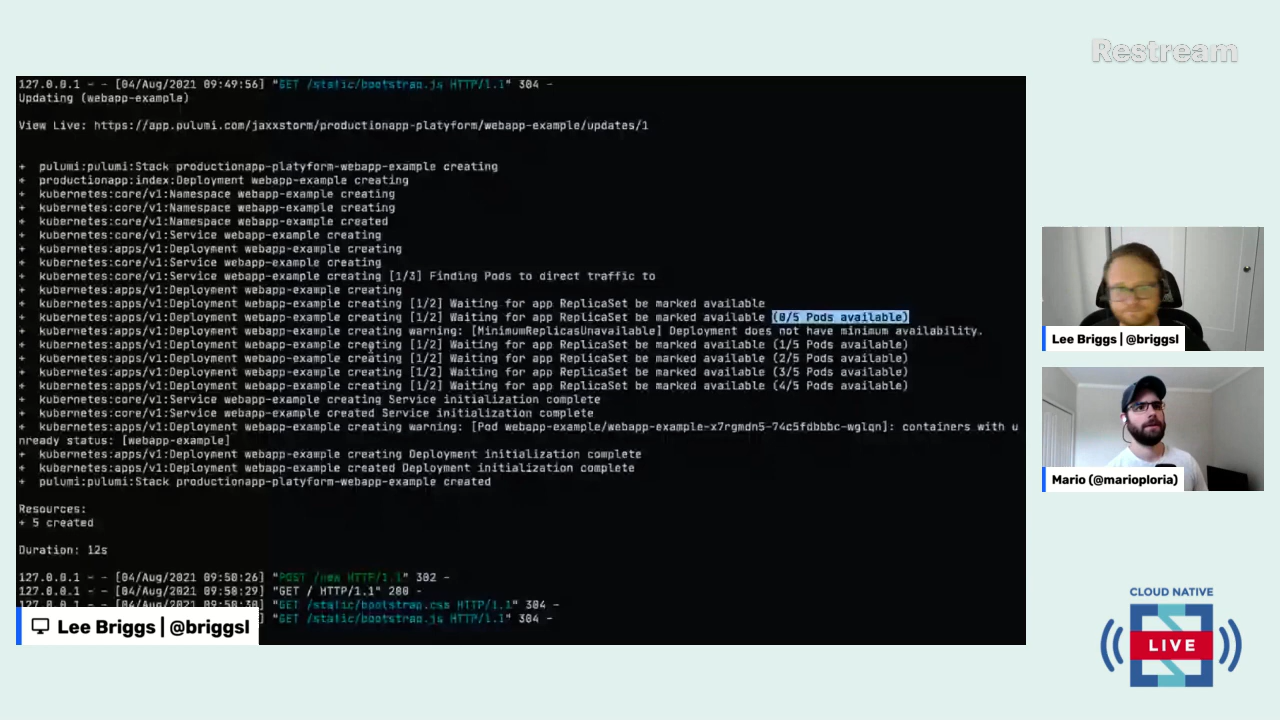 Restream
127.0.0.1 - - [04/Aug/2021 09:49:56] "GET /static/bootstrap.js HTTP/1.1" 304 -
Updating (webapp-example)
View Live: https://app.pulumi.com/jaxxstorm/productionapp-platyform/webapp-example/updates/1
+ pulumi:pulumi:Stack productionapp-platyform-webapp-example creating
+ productionapp:index:Deployment webapp-example creating
+ kubernetes:core/v1:Namespace webapp-example creating
+ kubernetes:core/v1:Namespace webapp-example creating
+ kubernetes:core/v1:Namespace webapp-example created
+ kubernetes:core/v1:Service webapp-example creating
+ kubernetes:apps/v1:Deployment webapp-example creating
+ kubernetes:core/v1:Service webapp-example creating
+ kubernetes:core/v1:Service webapp-example creating [1/3] Finding Pods to direct traffic to
+ kubernetes:apps/v1:Deployment webapp-example creating
+ kubernetes:apps/v1:Deployment webapp-example creating [1/2] Waiting for app ReplicaSet be marked available
+ kubernetes:apps/v1:Deployment webapp-example creating [1/2] Waiting for app ReplicaSet be marked available (0/5 Pods available)
+ kubernetes:apps/v1:Deployment webapp-example creating warning: [MinimumReplicasUnavailable] Deployment does not have minimum availability.
+ kubernetes:apps/v1:Deployment webapp-example creating [1/2] Waiting for app ReplicaSet be marked available (1/5 Pods available)
+ kubernetes:apps/v1:Deployment webapp-example creating [1/2] Waiting for app ReplicaSet be marked available (2/5 Pods available)
+ kubernetes:apps/v1:Deployment webapp-example creating [1/2] Waiting for app ReplicaSet be marked available (3/5 Pods available)
+ kubernetes:apps/v1:Deployment webapp-example creating [1/2] Waiting for app ReplicaSet be marked available (4/5 Pods available)
+ kubernetes:core/v1:Service webapp-example creating Service initialization complete
+ kubernetes:core/v1:Service webapp-example created Service initialization complete
+ kubernetes:apps/v1:Deployment webapp-example creating warning: [Pod webapp-example/webapp-example-x7rgmdn5-74c5fdbbbc-wglqn]: containers with u
nready status: [webapp-example]
+ kubernetes:apps/v1:Deployment webapp-example creating Deployment initialization complete
+ kubernetes:apps/v1:Deployment webapp-example created Deployment initialization complete
+ pulumi:pulumi:Stack productionapp-platyform-webapp-example created
Resources:
+ 5 created
Duration: 12s
127.0.0.1 - - [04/Aug/2021 09:50:26] "POST /new HTTP/1.1" 302 -
127.0.0.1 - - [04/Aug/2021 09:50:29] "GET / HTTP/1.1" 200 -
127.0.0.1 - - [04/Aug/2021 09:50:30] "GET /static/bootstrap.css HTTP/1.1" 304 -
] "GET /static/bootstrap.js HTTP/1.1" 304 -
Lee Briggs | @briggsl
Lee Briggs | @briggsl
Mario (@marioploria)
CLOUD NATIVE
LIVE